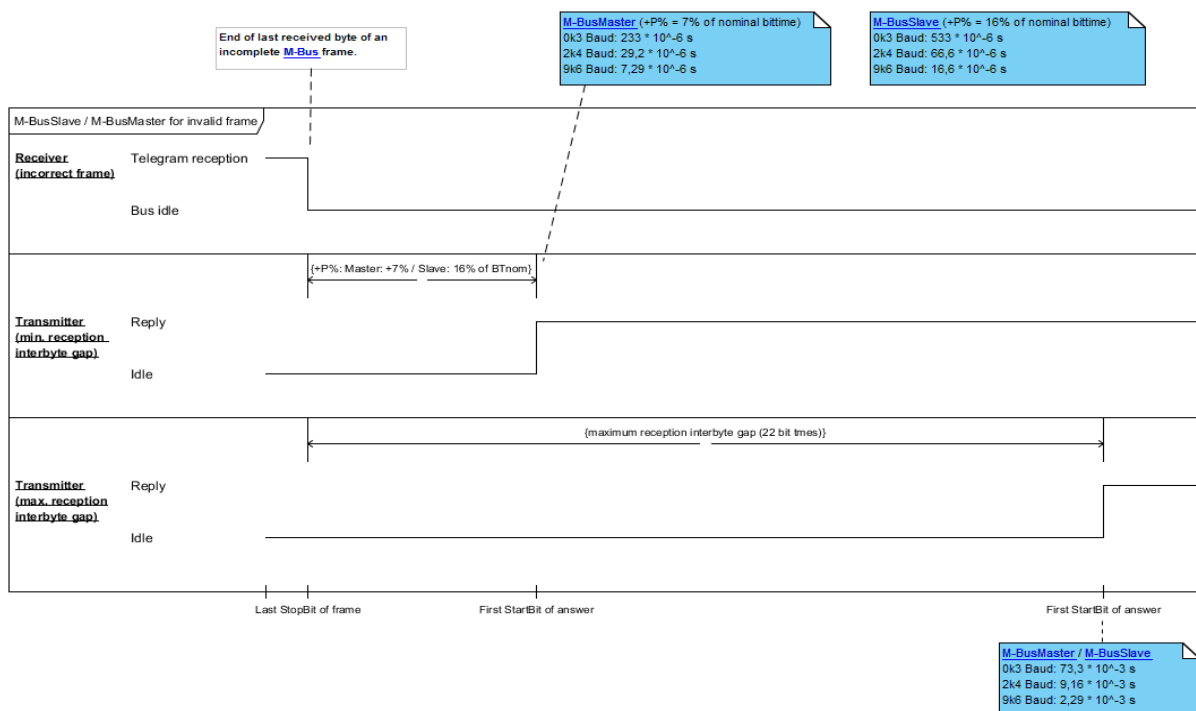 End of last received byte of an
incomplete M-Bus frame.
M-BusMaster (+P% = 7% of nominal bittime)
0k3 Baud: 233 * 10^-6 s
2k4 Baud: 29,2 * 10^-6 s
9k6 Baud: 7,29 * 10^-6 s
M-BusSlave (+P% = 16% of nominal bittime)
0k3 Baud: 533 * 10^-6 s
2k4 Baud: 66,6 * 10^-6 s
9k6 Baud: 16,6 * 10^-6 s
M-BusSlave / M-BusMaster for invalid frame
Receiver
(incorrect frame)
Telegram reception
Bus idle
{+P%: Master: +7% / Slave: 16% of BTnom}
Transmitter
(min. reception
interbyte gap)
Reply
Idle
{maximum reception interbyte gap (22 bit tmes)}
Transmitter
(max. reception
interbyte gap)
Reply
Idle
Last StopBit of frame
First StartBit of answer
First StartBit of answer
M-BusMaster / M-BusSlave
0k3 Baud: 73,3 * 10^-3 s
2k4 Baud: 9,16 * 10^-3 s
9k6 Baud: 2,29 * 10^-3 s